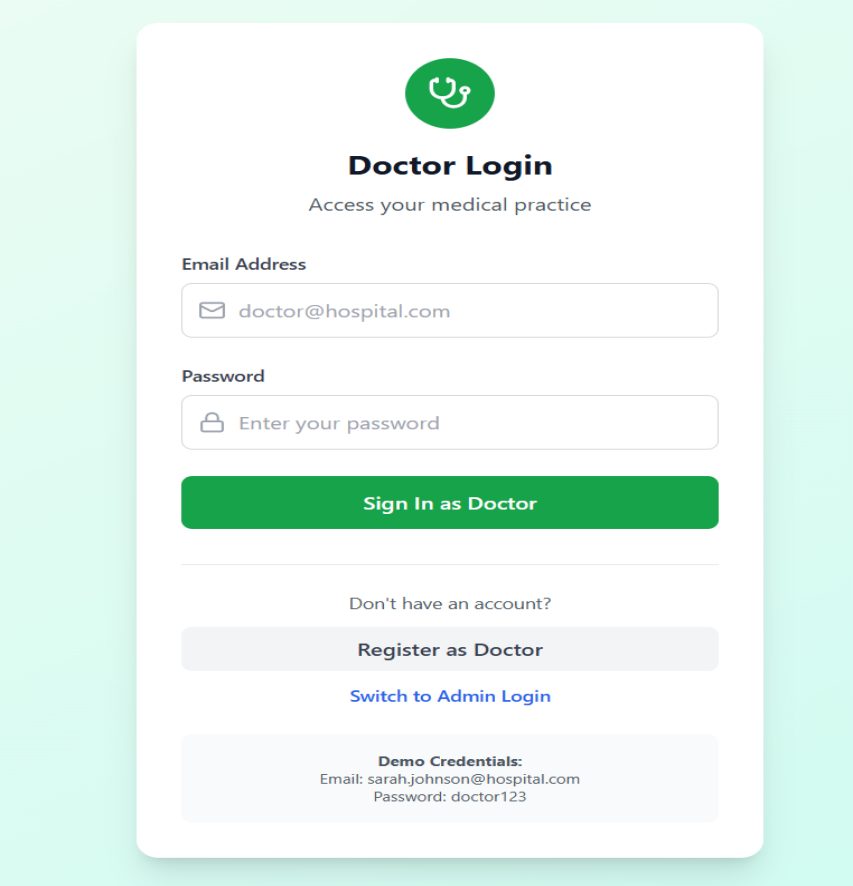 Doctor Login
Access your medical practice
Email Address
doctor@hospital.com
Password
Enter your password
Sign In as Doctor
Don't have an account?
Register as Doctor
Switch to Admin Login
Demo Credentials:
Email: sarah.johnson@hospital.com
Password: doctor123